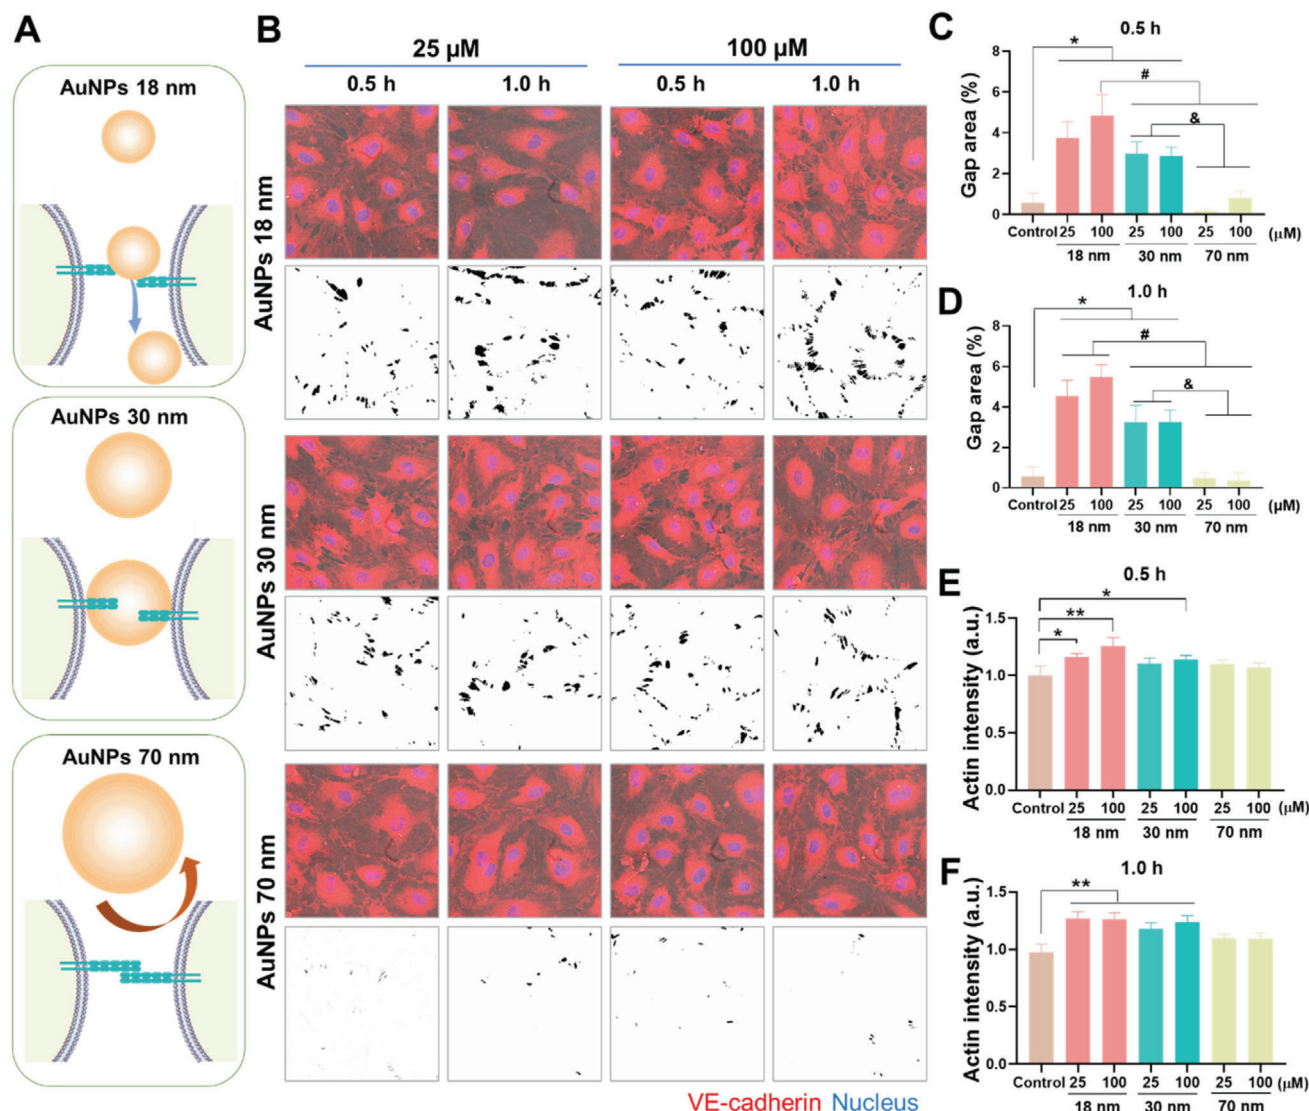 A
AuNPs 18 nm
AuNPs 30 nm
AuNPs 70 nm
B
25 µM
100 µM
0.5 h
1.0 h
0.5 h
1.0 h
AuNPs 18 nm
AuNPs 30 nm
AuNPs 70 nm
VE-cadherin Nucleus
C
0.5 h
Gap area (%)
8
6
4
2
0
*
#
&
Control 25 100 25 100 25 100 (µM)
18 nm 30 nm 70 nm
D
1.0 h
Gap area (%)
8
6
4
2
0
*
#
&
Control 25 100 25 100 25 100 (µM)
18 nm 30 nm 70 nm
E
0.5 h
Actin intensity (a.u.)
1.5
1.0
0.5
0.0
*
**
*
Control 25 100 25 100 25 100 (µM)
18 nm 30 nm 70 nm
F
1.0 h
Actin intensity (a.u.)
1.5
1.0
0.5
0.0
**
Control 25 100 25 100 25 100 (µM)
18 nm 30 nm 70 nm